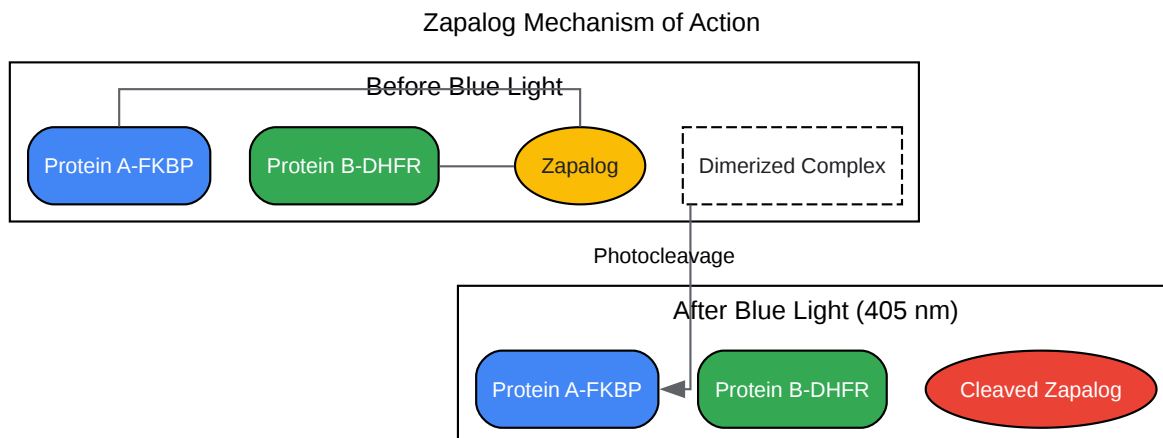 Zapalog Mechanism of Action
Before Blue Light
Protein A-FKBP
Protein B-DHFR
Zapalog
Dimerized Complex
Photocleavage
After Blue Light (405 nm)
Protein A-FKBP
Protein B-DHFR
Cleaved Zapalog